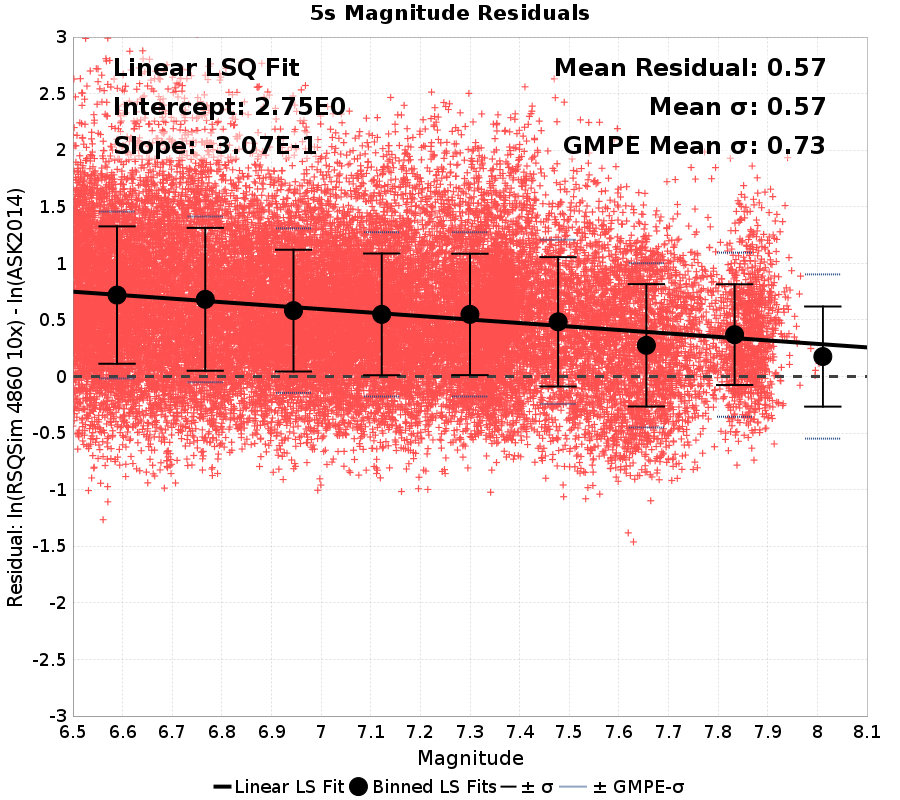 5s Magnitude Residuals
Linear LSQ Fit
Intercept: 2.75E0
Slope: -3.07E-1
Mean Residual: 0.57
Mean σ: 0.57
GMPE Mean σ: 0.73
Residual: ln(RSQSim 4860 10x) - ln(ASK2014)
3
2.5
2
1.5
1
0.5
0
-0.5
-1
-1.5
-2
-2.5
-3
6.5 6.6 6.7 6.8 6.9 7 7.1 7.2 7.3 7.4 7.5 7.6 7.7 7.8 7.9 8 8.1
Magnitude
Linear LS Fit Binned LS Fits ± σ ± GMPE-σ